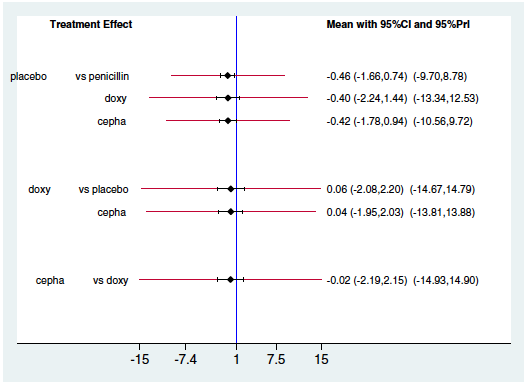 Treatment Effect Mean with 95%CI and 95%PrI
placebo vs penicillin -0.46 (-1.66,0.74) (-9.70,8.78)
doxy -0.40 (-2.24,1.44) (-13.34,12.53)
cepha -0.42 (-1.78,0.94) (-10.56,9.72)
doxy vs placebo 0.06 (-2.08,2.20) (-14.67,14.79)
cepha 0.04 (-1.95,2.03) (-13.81,13.88)
cepha vs doxy -0.02 (-2.19,2.15) (-14.93,14.90)
-15 -7.4 1 7.5 15